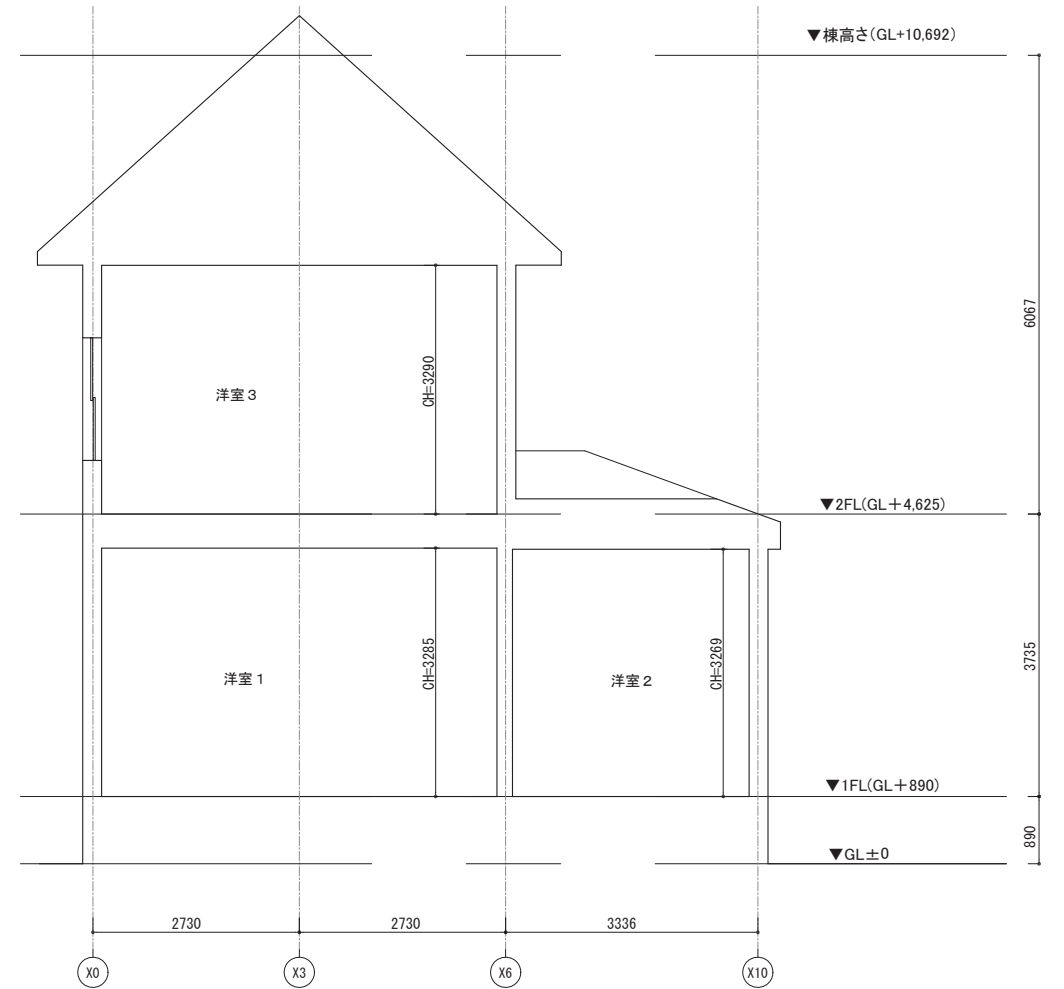 ▼棟高さ(GL+10,692)
6067
CH=3290
洋室３
▼2FL(GL＋4,625)
3735
CH=3285
CH=3269
洋室１
洋室２
▼1FL(GL＋890)
890
▼GL±0
2730
2730
3336
X0
X3
X6
X10